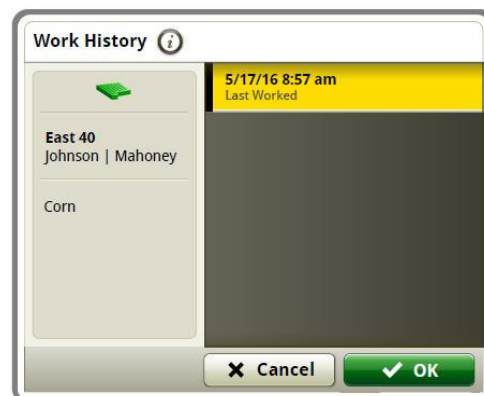 Work History
5/17/16 8:57 am
Last Worked
East 40
Johnson | Mahoney
Corn
Cancel
OK